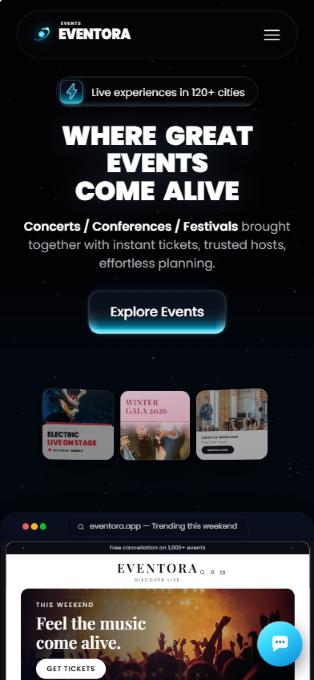 EVENTS
EVENTORA
Live experiences in 120+ cities
WHERE GREAT
EVENTS
COME ALIVE
Concerts / Conferences / Festivals brought
together with instant tickets, trusted hosts,
effortless planning.
Explore Events
ELECTRIC
LIVE ON STAGE
WINTER
GALA 2026
eventora.app — Trending this weekend
Free cancellation on 1,000+ events
EVENTORA
DISCOVER LIVE
THIS WEEKEND
Feel the music
come alive.
GET TICKETS